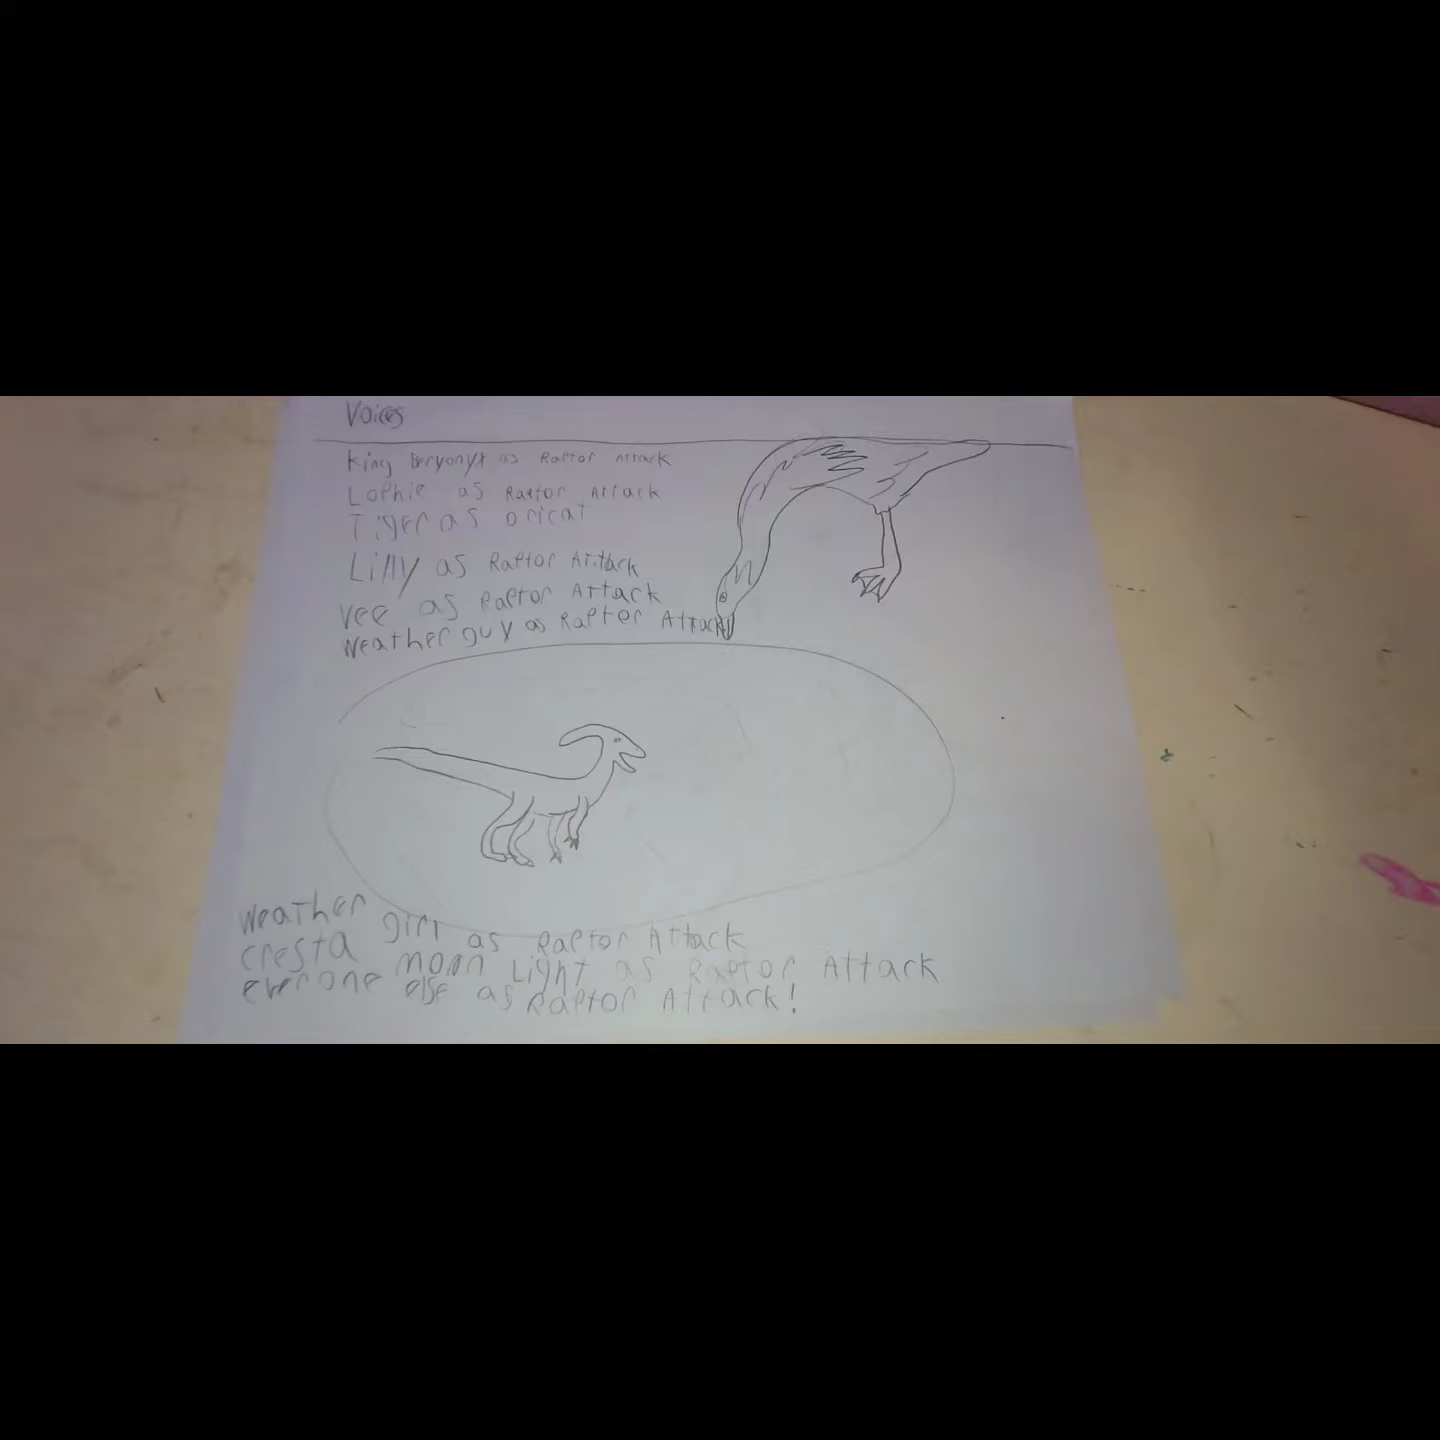 Voices
King Baryonyx as Raptor Attack
Lophie as Raptor Attack
Tiger as oricat
Lilly as Raptor Attack
Vee as Raptor Attack
Weather guy as Raptor Attack
Weather girl as Raptor Attack
Cresta moon Light as Raptor Attack
everone else as Raptor Attack!